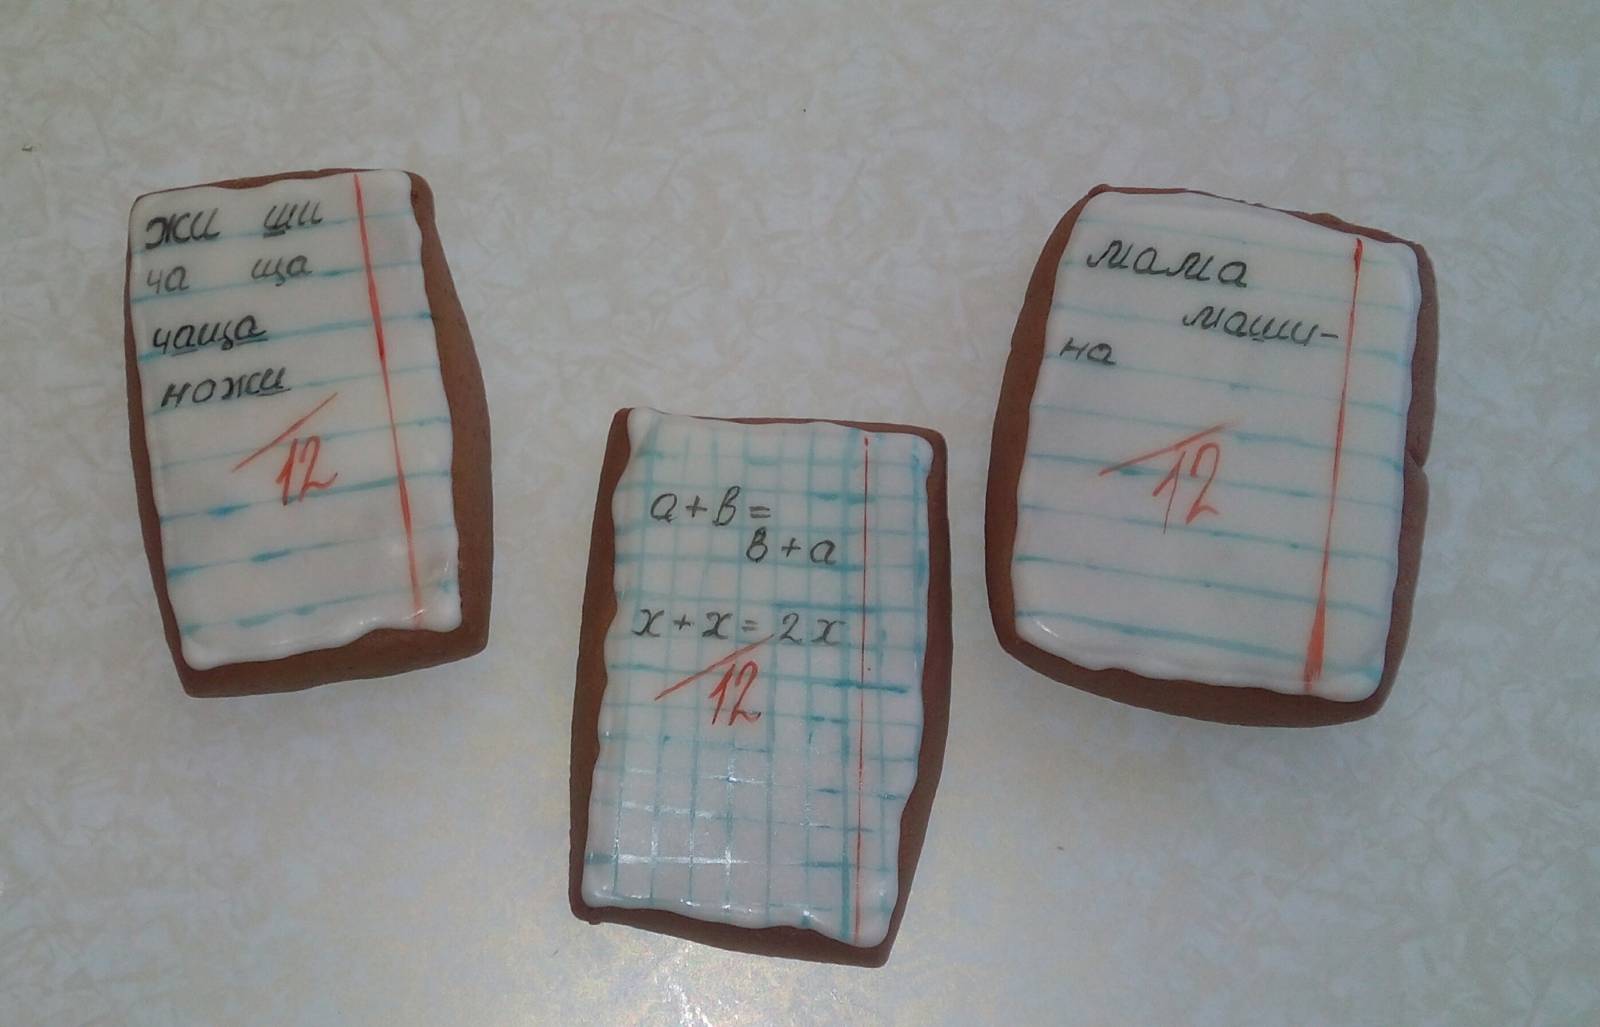 жи ши
ча ща
чаща
ножи
12
a+b=
b+a
x+x=2x
12
мама
маши-
на
12